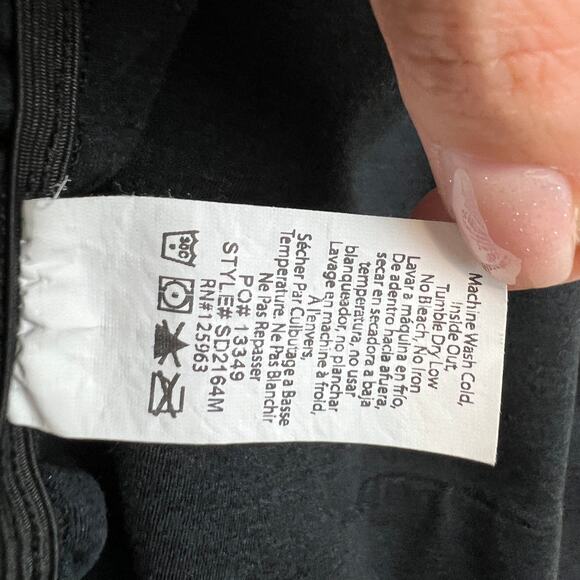 Machine Wash Cold,
Inside Out,
Tumble Dry Low
No Bleach, No Iron
Lavar, a máquina en frío,
De adentro hacia afuera,
secar en secadora a baja
temperatura, no usar
blanqueador, no planchar
Lavage en machine à froid,
À l'envers,
Sécher Par Culbutage a Basse
Temperature, Ne Pas Blanchir
Ne Pas Repasser
PO# 13349
STYLE# SD2164M
RN#125963
30C